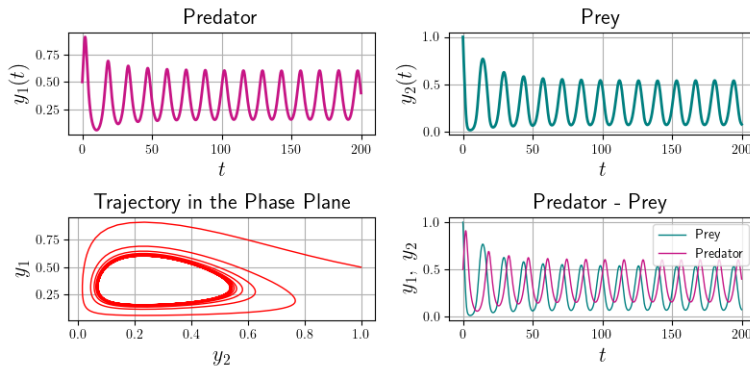 Predator
y₁(t)
0.75
0.50
0.25
0 50 100 150 200
t
Prey
y₂(t)
1.0
0.5
0.0
0 50 100 150 200
t
Trajectory in the Phase Plane
y₁
0.75
0.50
0.25
0.0 0.2 0.4 0.6 0.8 1.0
y₂
Predator - Prey
y₁, y₂
1.0
0.5
0.0
Prey
Predator
0 50 100 150 200
t